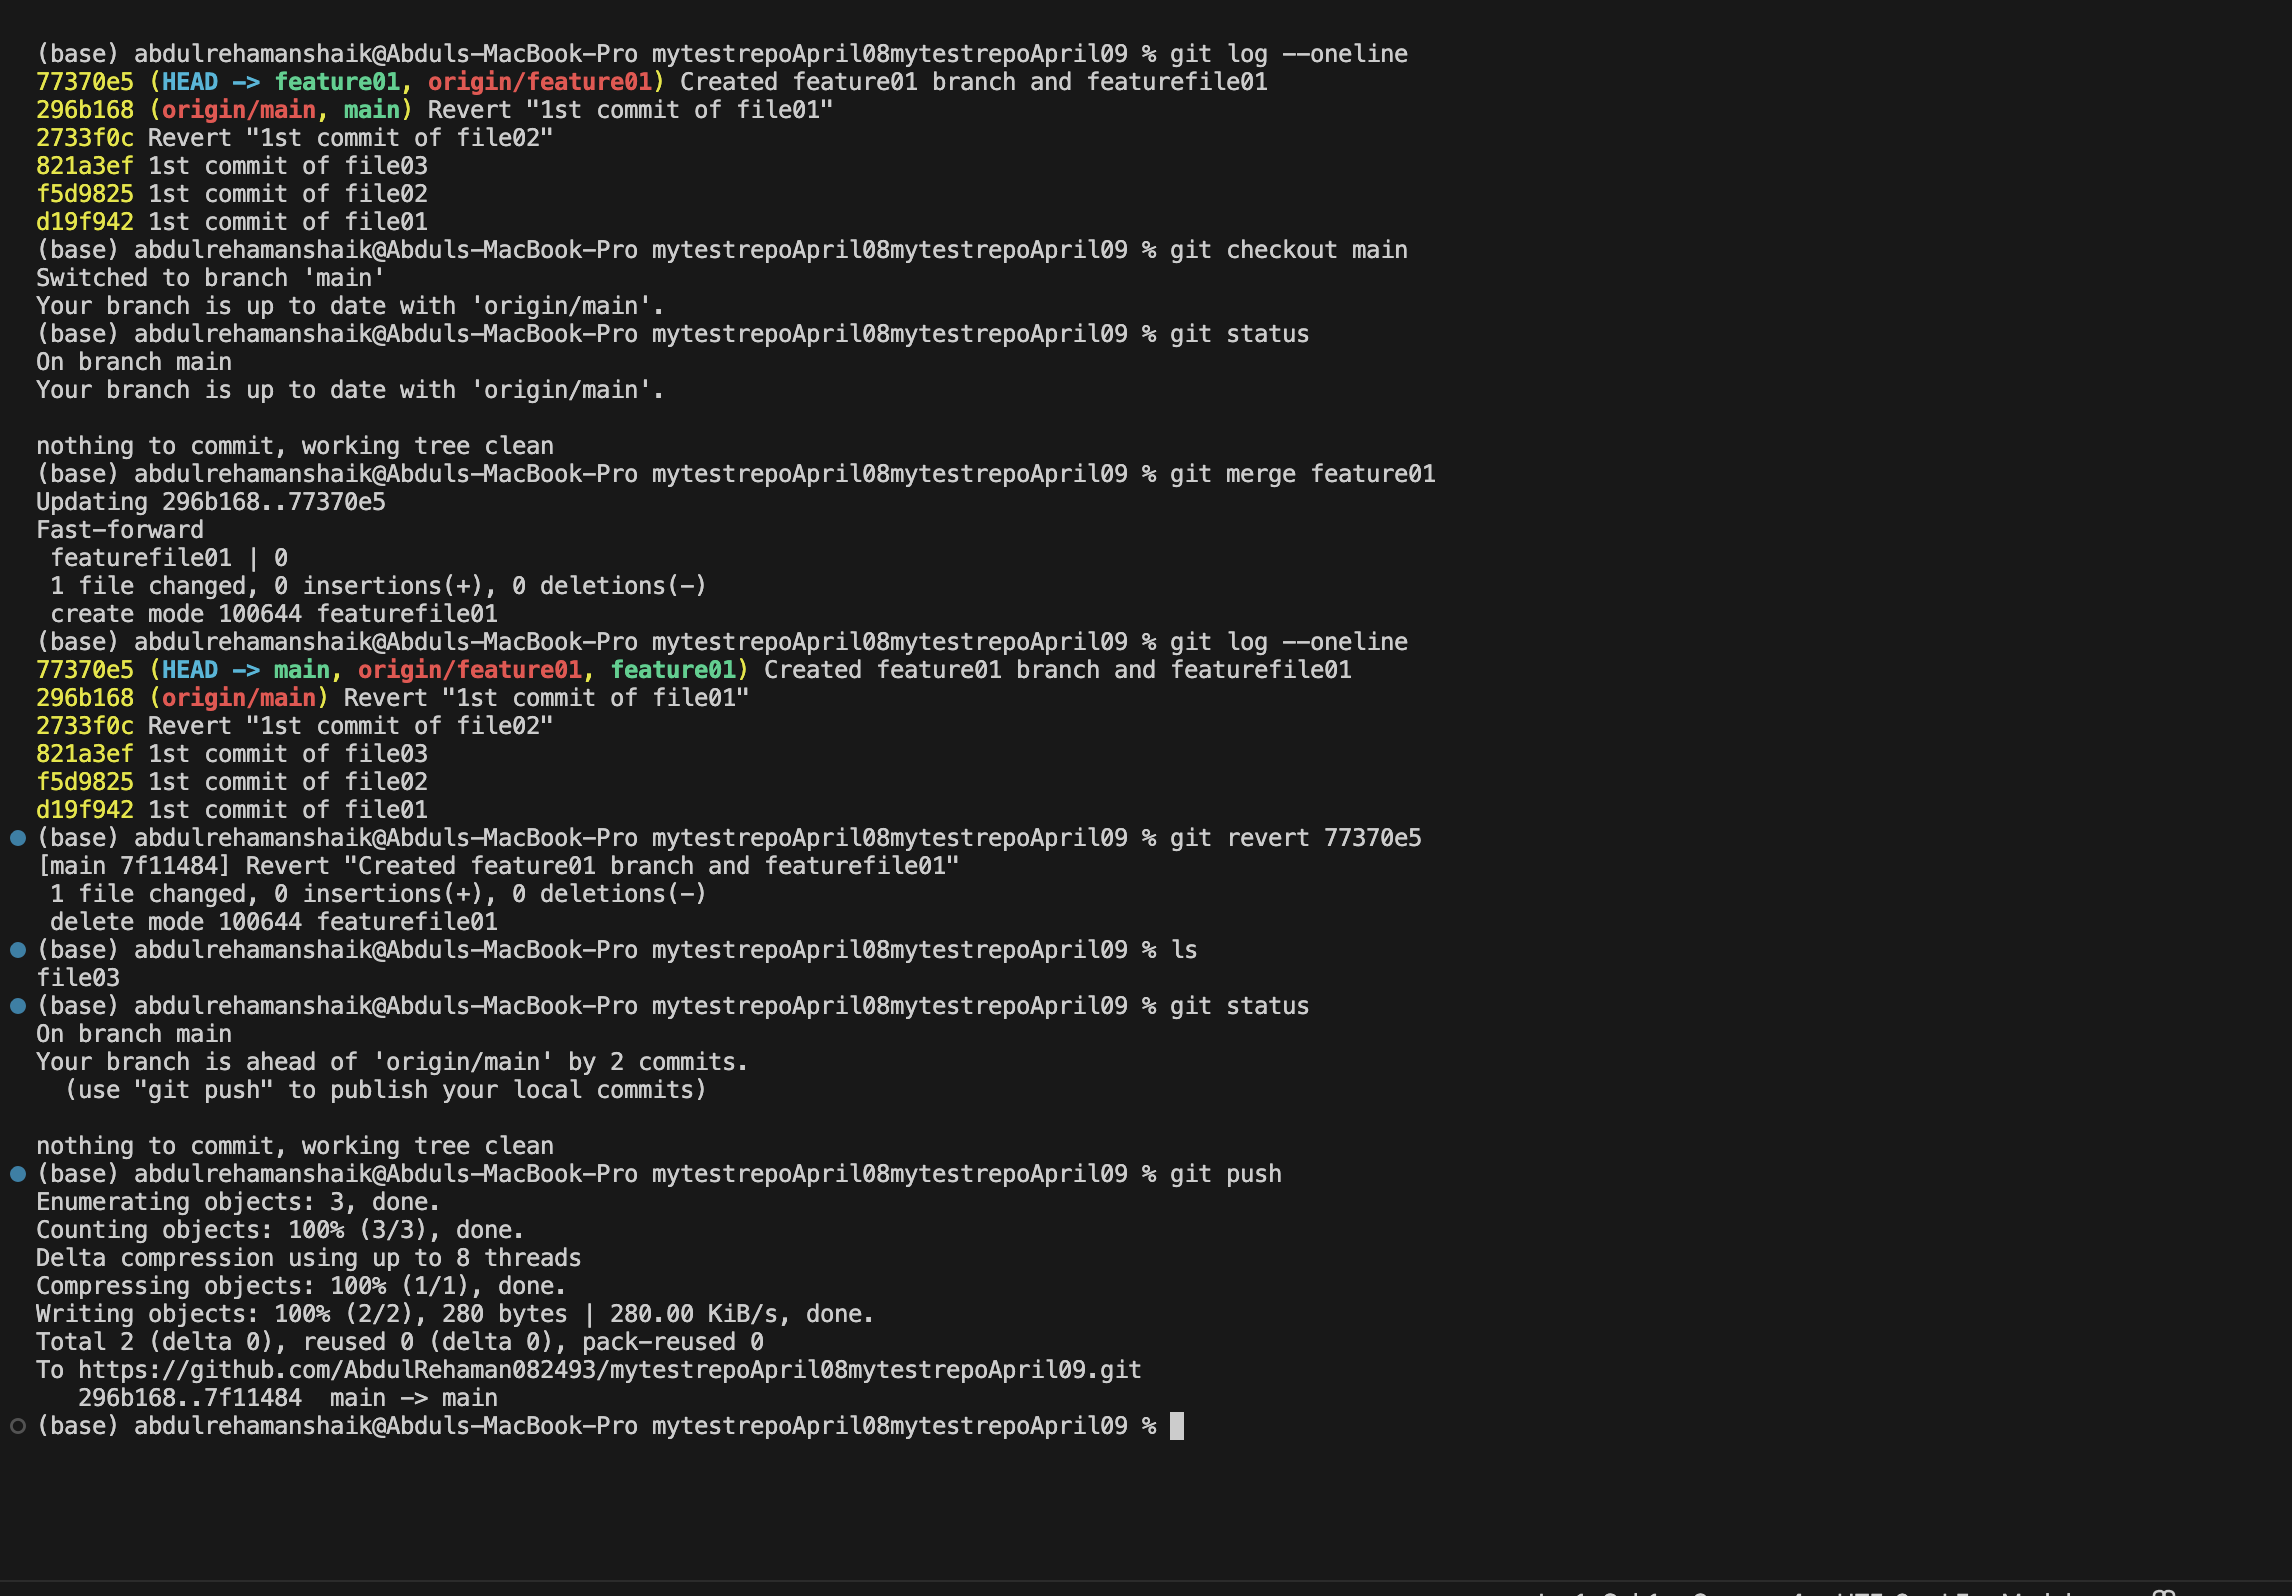 (base) abdulrehamanshaik@Abduls-MacBook-Pro mytestrepoApril08mytestrepoApril09 % git log --oneline
77370e5 (HEAD -> feature01, origin/feature01) Created feature01 branch and featurefile01
296b168 (origin/main, main) Revert "1st commit of file01"
2733f0c Revert "1st commit of file02"
821a3ef 1st commit of file03
f5d9825 1st commit of file02
d19f942 1st commit of file01
(base) abdulrehamanshaik@Abduls-MacBook-Pro mytestrepoApril08mytestrepoApril09 % git checkout main
Switched to branch 'main'
Your branch is up to date with 'origin/main'.
(base) abdulrehamanshaik@Abduls-MacBook-Pro mytestrepoApril08mytestrepoApril09 % git status
On branch main
Your branch is up to date with 'origin/main'.

nothing to commit, working tree clean
(base) abdulrehamanshaik@Abduls-MacBook-Pro mytestrepoApril08mytestrepoApril09 % git merge feature01
Updating 296b168..77370e5
Fast-forward
 featurefile01 | 0
 1 file changed, 0 insertions(+), 0 deletions(-)
 create mode 100644 featurefile01
(base) abdulrehamanshaik@Abduls-MacBook-Pro mytestrepoApril08mytestrepoApril09 % git log --oneline
77370e5 (HEAD -> main, origin/feature01, feature01) Created feature01 branch and featurefile01
296b168 (origin/main) Revert "1st commit of file01"
2733f0c Revert "1st commit of file02"
821a3ef 1st commit of file03
f5d9825 1st commit of file02
d19f942 1st commit of file01
(base) abdulrehamanshaik@Abduls-MacBook-Pro mytestrepoApril08mytestrepoApril09 % git revert 77370e5
[main 7f11484] Revert "Created feature01 branch and featurefile01"
 1 file changed, 0 insertions(+), 0 deletions(-)
 delete mode 100644 featurefile01
(base) abdulrehamanshaik@Abduls-MacBook-Pro mytestrepoApril08mytestrepoApril09 % ls
file03
(base) abdulrehamanshaik@Abduls-MacBook-Pro mytestrepoApril08mytestrepoApril09 % git status
On branch main
Your branch is ahead of 'origin/main' by 2 commits.
  (use "git push" to publish your local commits)

nothing to commit, working tree clean
(base) abdulrehamanshaik@Abduls-MacBook-Pro mytestrepoApril08mytestrepoApril09 % git push
Enumerating objects: 3, done.
Counting objects: 100% (3/3), done.
Delta compression using up to 8 threads
Compressing objects: 100% (1/1), done.
Writing objects: 100% (2/2), 280 bytes | 280.00 KiB/s, done.
Total 2 (delta 0), reused 0 (delta 0), pack-reused 0
To https://github.com/AbdulRehaman082493/mytestrepoApril08mytestrepoApril09.git
   296b168..7f11484  main -> main
(base) abdulrehamanshaik@Abduls-MacBook-Pro mytestrepoApril08mytestrepoApril09 %